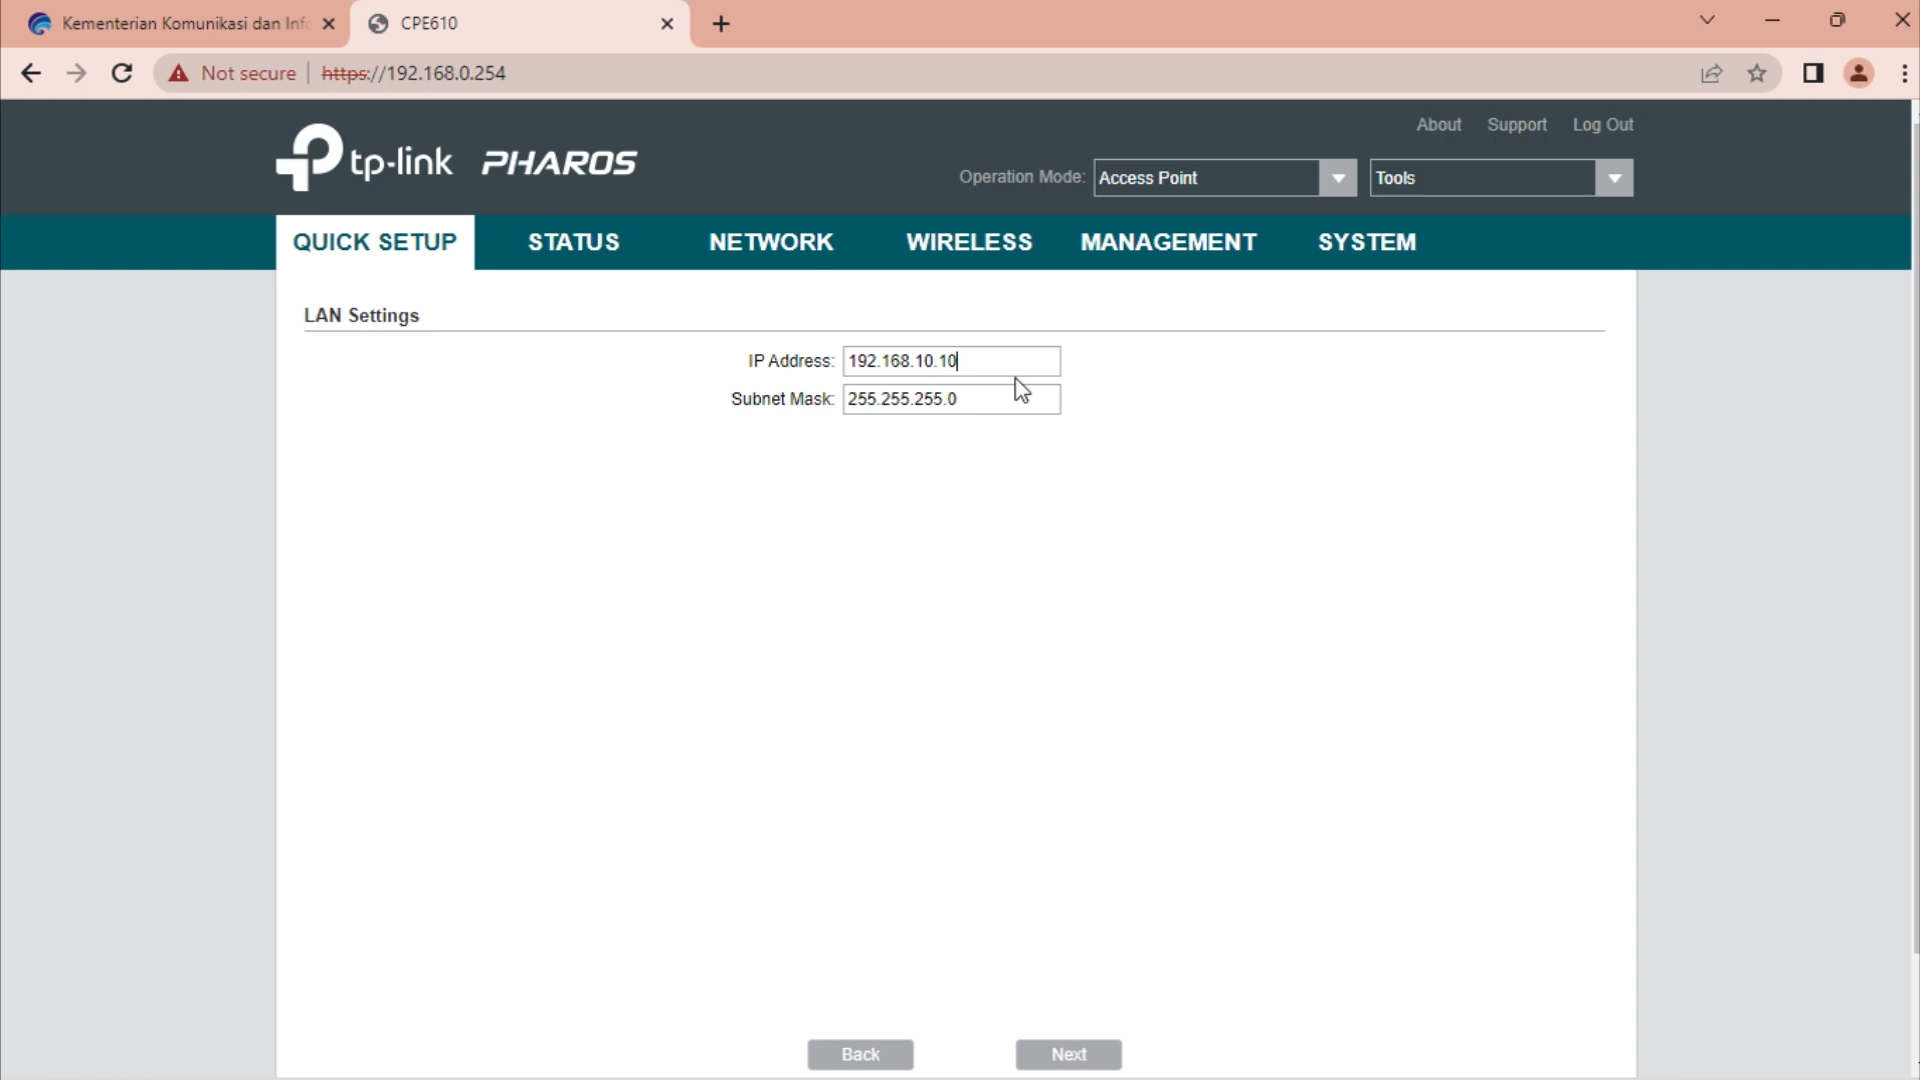 Kementerian Komunikasi dan Inf
CPE610
Not secure | https://192.168.0.254
About Support Log Out
tp-link PHAROS
Operation Mode: Access Point Tools
QUICK SETUP STATUS NETWORK WIRELESS MANAGEMENT SYSTEM
LAN Settings
IP Address: 192.168.10.10
Subnet Mask: 255.255.255.0
Back Next